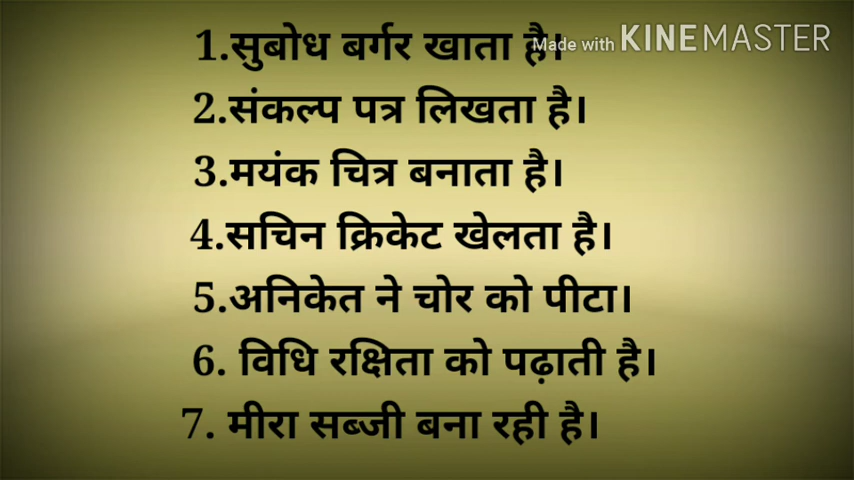 1.सुबोध बर्गर खाता है।
Made with KINEMASTER
2.संकल्प पत्र लिखता है।
3.मयंक चित्र बनाता है।
4.सचिन क्रिकेट खेलता है।
5.अनिकेत ने चोर को पीटा।
6. विधि रक्षिता को पढ़ाती है।
7. मीरा सब्जी बना रही है।